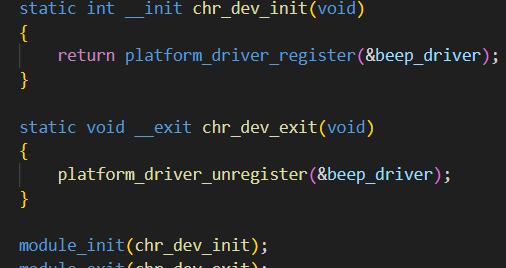 static int __init chr_dev_init(void)
{
    return platform_driver_register(&beep_driver);
}

static void __exit chr_dev_exit(void)
{
    platform_driver_unregister(&beep_driver);
}

module_init(chr_dev_init);
module_exit(chr_dev_exit);